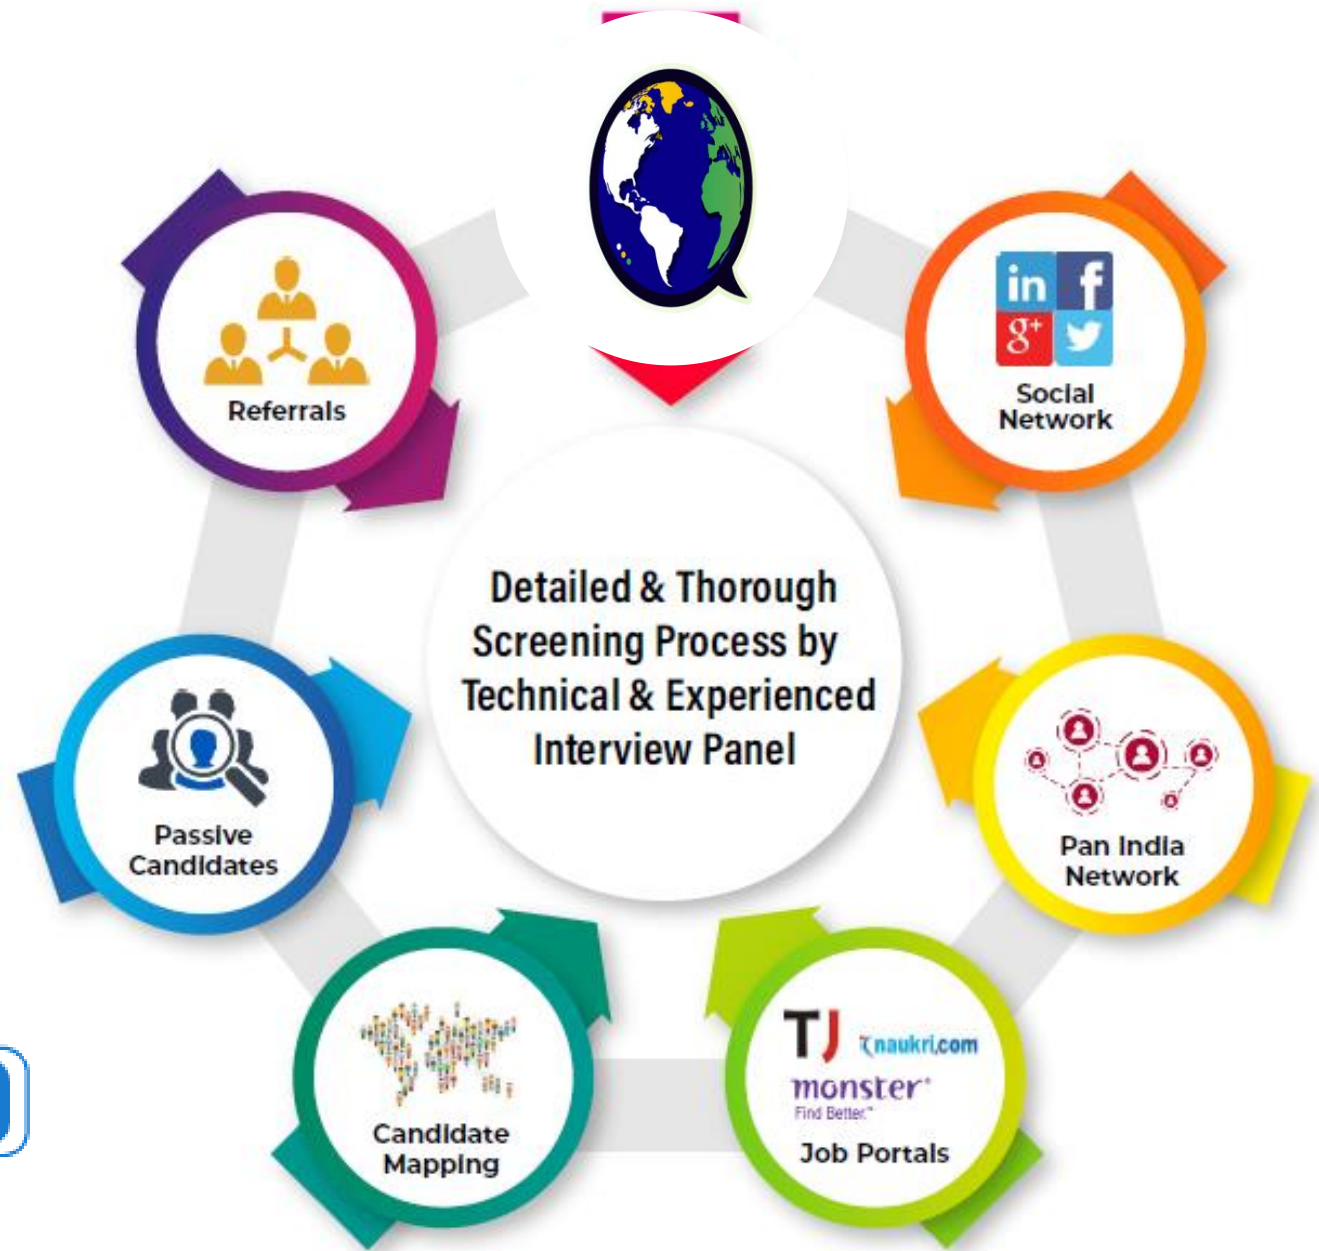 Referrals
in f
g+
Social
Network
Detailed & Thorough
Screening Process by
Technical & Experienced
Interview Panel
Passive
Candidates
Pan India
Network
Candidate
Mapping
TJ naukri.com
monster
Find Better.™
Job Portals